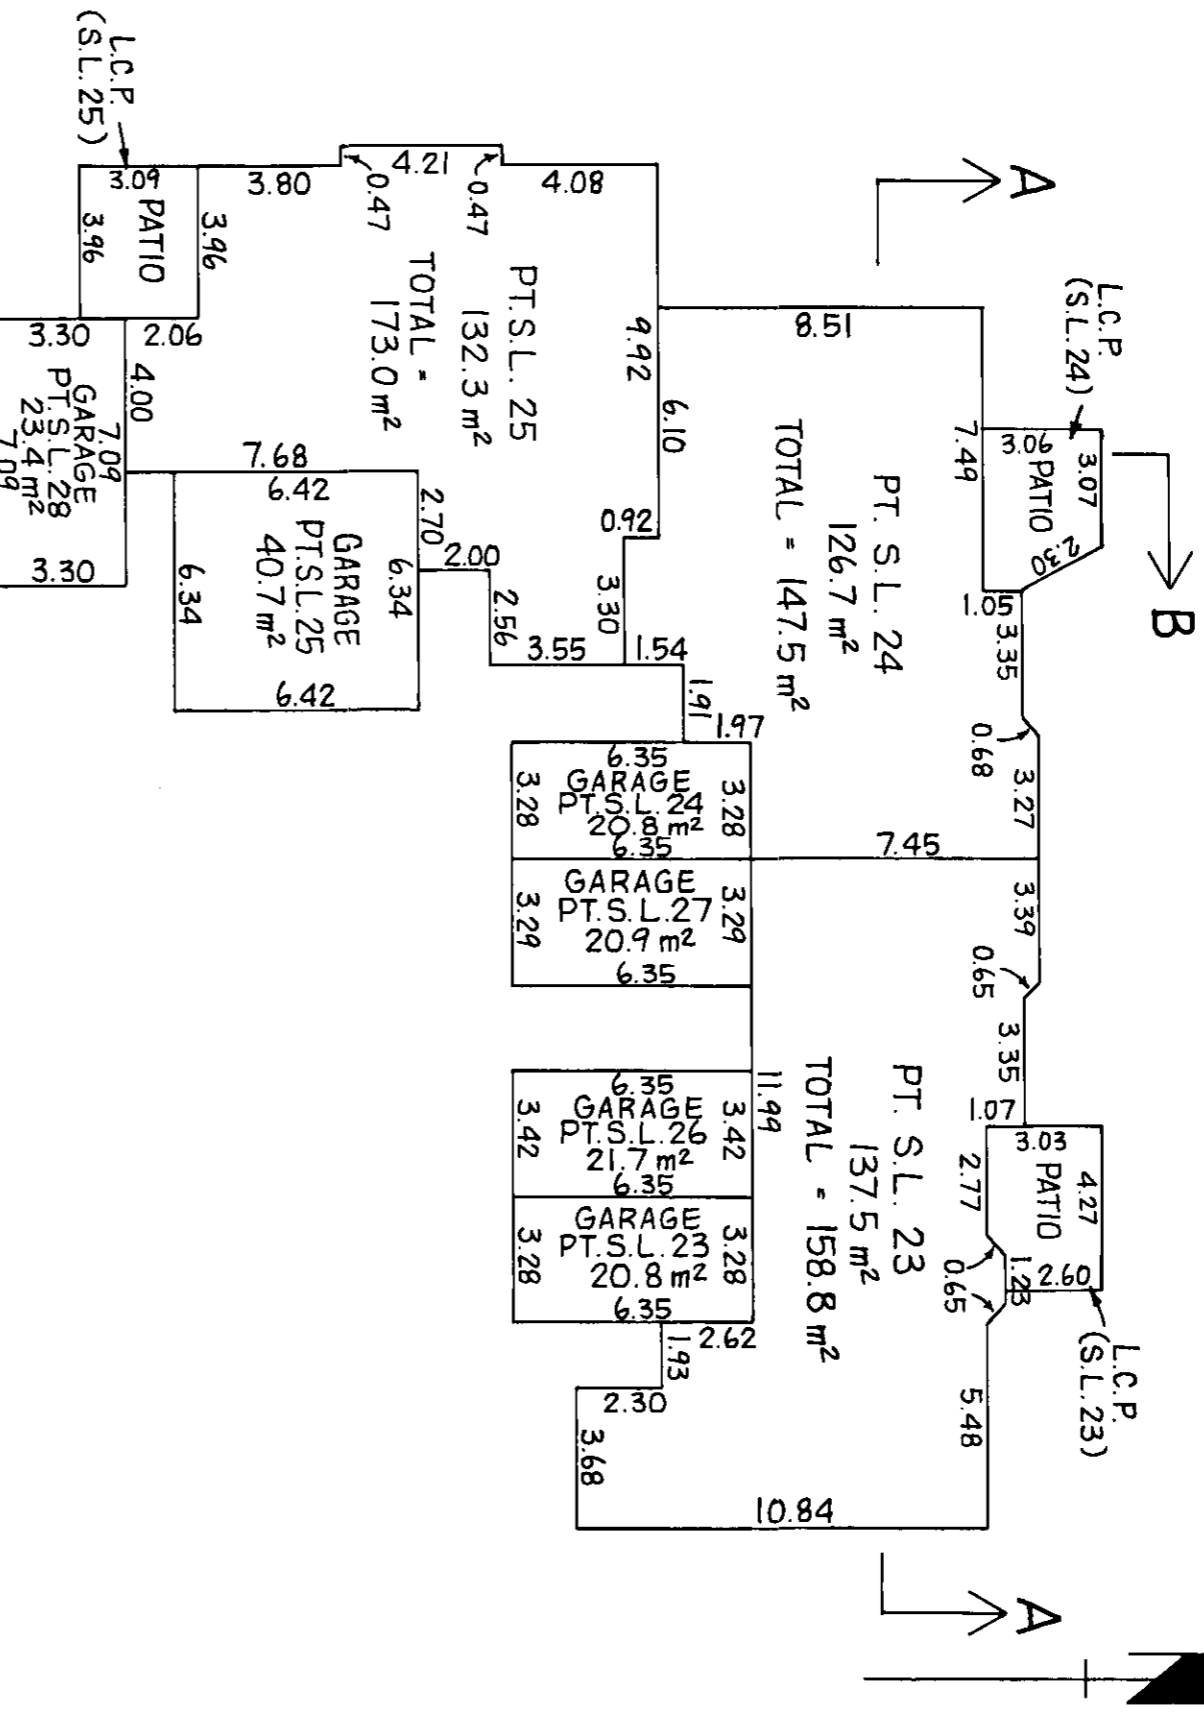 L.C.P.
(S.L. 25)
3.09
PATIO
3.96
3.96
3.80
0.47
4.21
0.47
4.08
PT. S.L. 25
132.3 m²
TOTAL =
173.0 m²
3.30
2.06
4.00
GARAGE
PT. S.L. 28
23.4 m²
7.09
7.09
3.30
7.68
6.42
2.70
GARAGE
PT. S.L. 25
40.7 m²
6.34
6.34
6.42
2.00
2.56
3.55
9.92
6.10
0.92
3.30
1.54
1.91
1.97
A
8.51
L.C.P.
(S.L. 24)
3.06
PATIO
3.07
2.30
B
7.49
1.05
3.35
0.68
3.27
PT. S.L. 24
126.7 m²
TOTAL = 147.5 m²
6.35
GARAGE
PT. S.L. 24
20.8 m²
6.35
3.28
3.28
7.45
GARAGE
PT. S.L. 27
20.9 m²
6.35
3.29
3.29
3.39
0.65
3.35
1.07
3.03
PATIO
4.27
2.60
2.77
1.23
0.65
L.C.P.
(S.L. 23)
5.48
PT. S.L. 23
137.5 m²
TOTAL = 158.8 m²
11.99
6.35
GARAGE
PT. S.L. 26
21.7 m²
6.35
3.42
3.42
GARAGE
PT. S.L. 23
20.8 m²
6.35
3.28
3.28
2.62
1.93
2.30
3.68
10.84
A